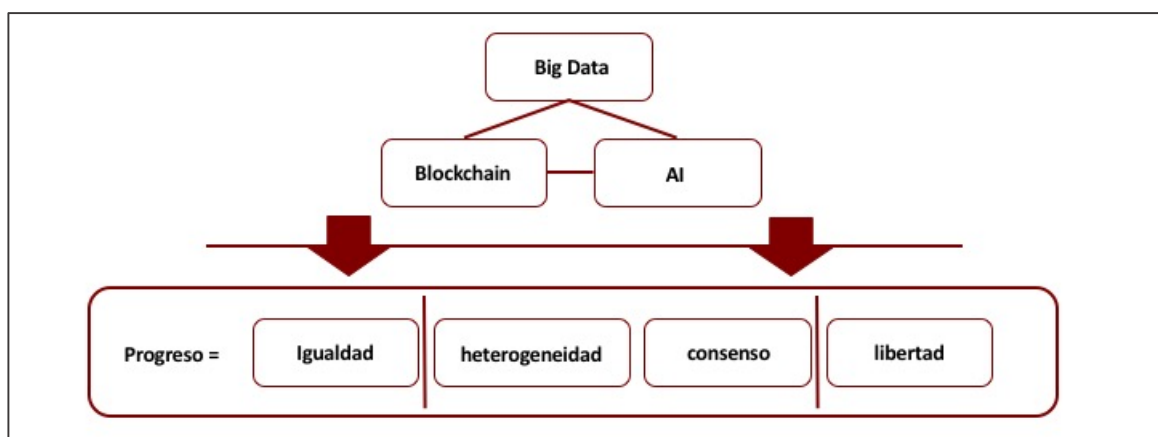 Big Data
Blockchain
AI
Progreso =
Igualdad
heterogeneidad
consenso
libertad